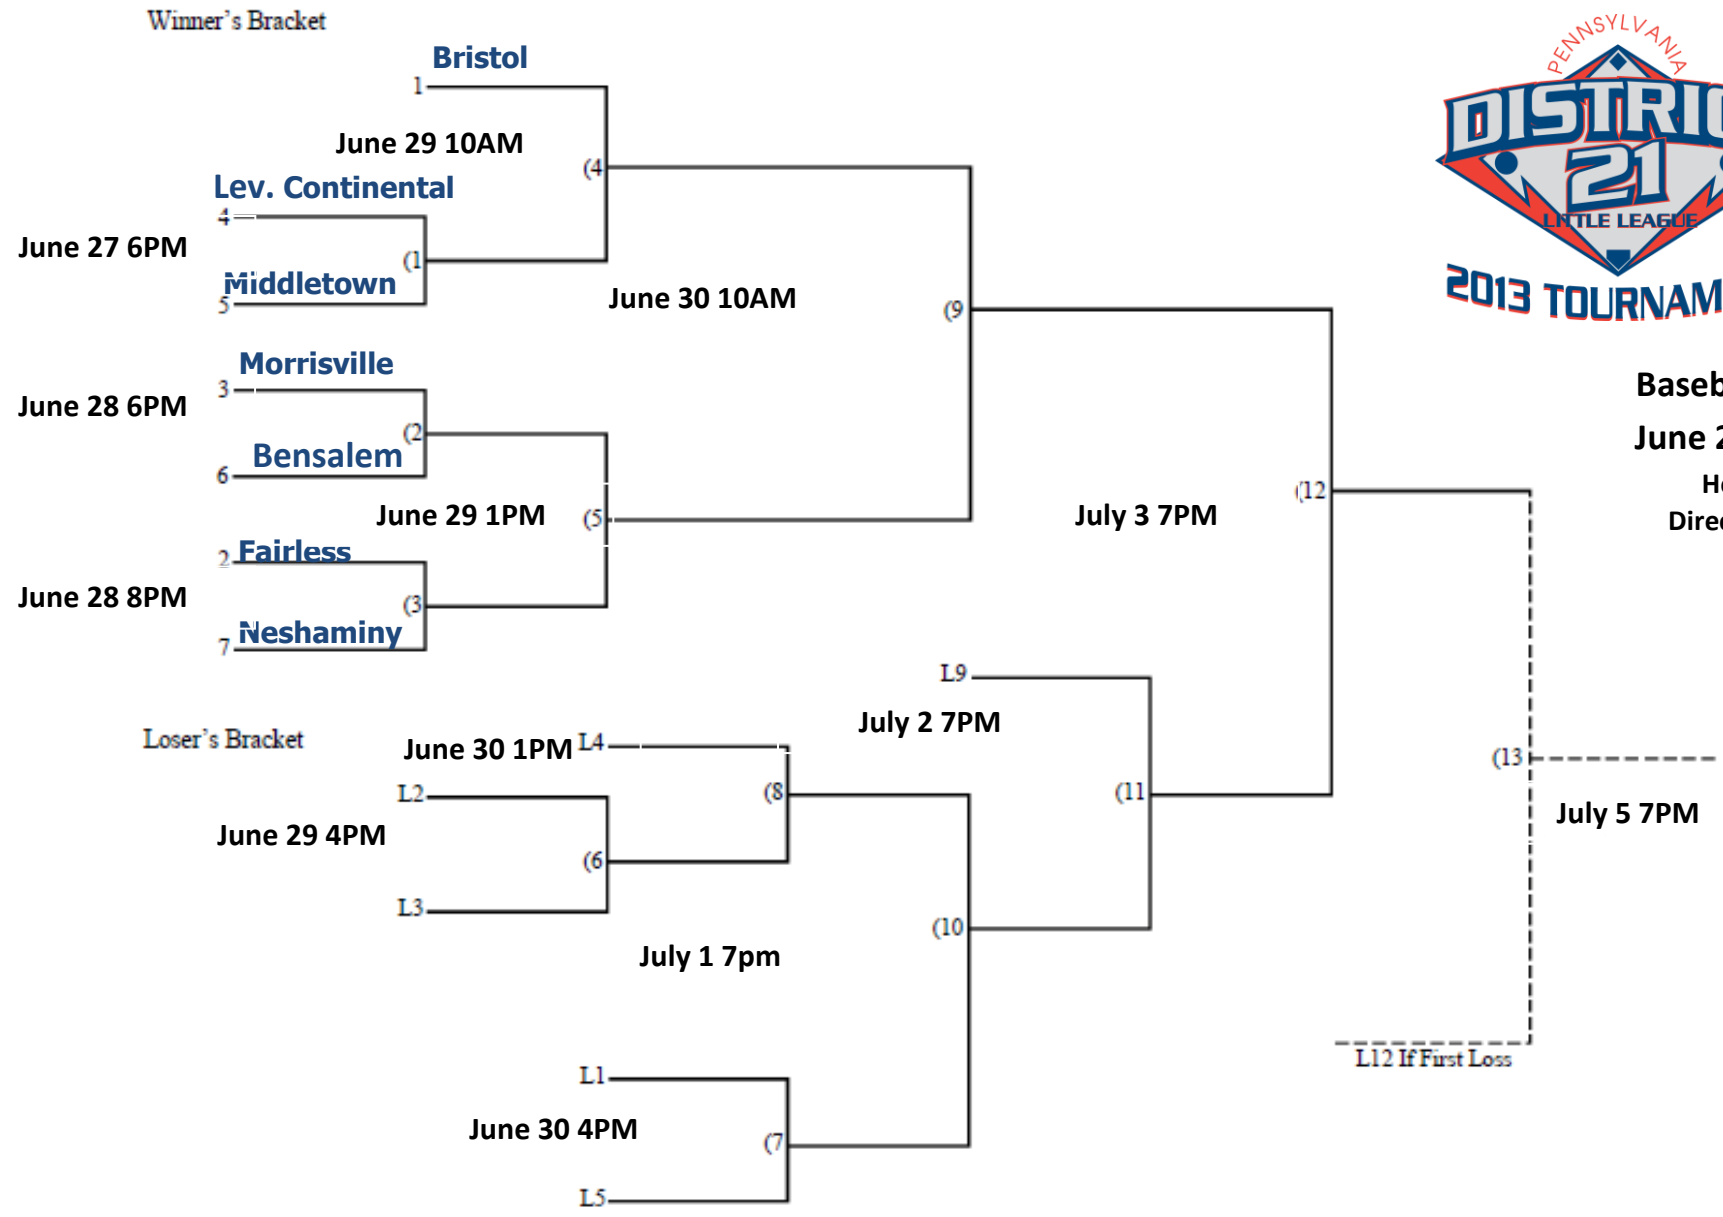 Winner's Bracket
PENNSYLVANIA
DISTRIC
21
LITTLE LEAGUE
2013 TOURNAM
Baseb
June 2
H
Direc
Bristol
1
June 29 10AM
(4
Lev. Continental
4
June 27 6PM
(1
Middletown
5
June 30 10AM
(9
Morrisville
3
June 28 6PM
(2
Bensalem
6
June 29 1PM
(5
July 3 7PM
(12
Fairless
2
June 28 8PM
(3
Neshaminy
7
L9
July 2 7PM
Loser's Bracket
June 30 1PM
L4
(13
L2
(8
(11
July 5 7PM
June 29 4PM
(6
L3
(10
July 1 7pm
L12 If First Loss
L1
June 30 4PM
(7
L5